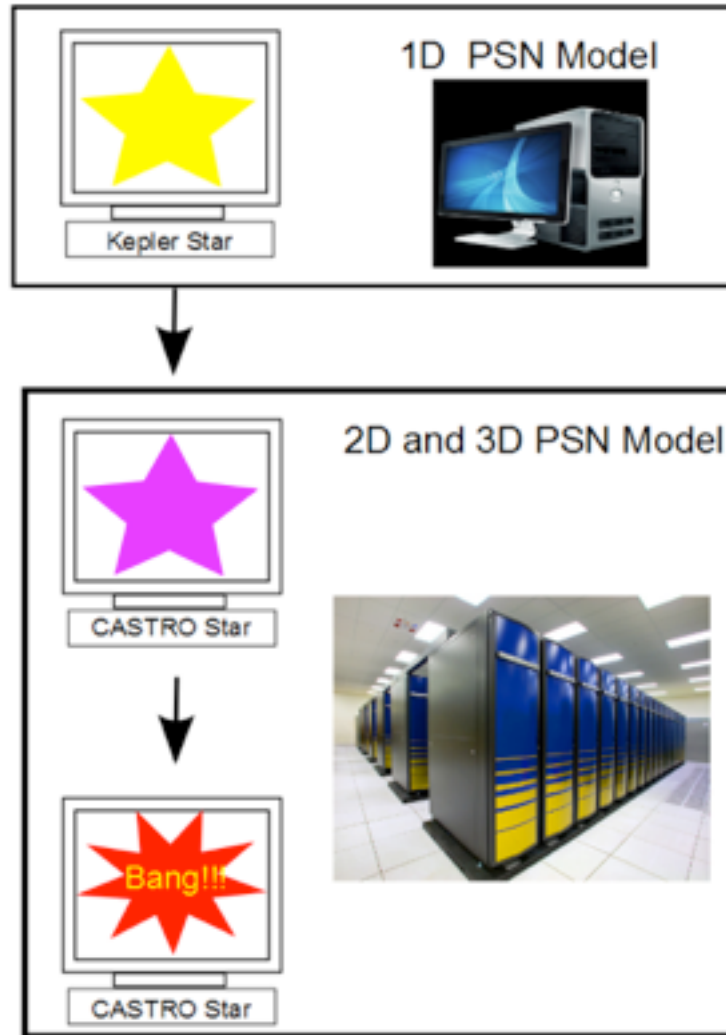 1D PSN Model
Kepler Star
2D and 3D PSN Model
CASTRO Star
Bang!!!
CASTRO Star